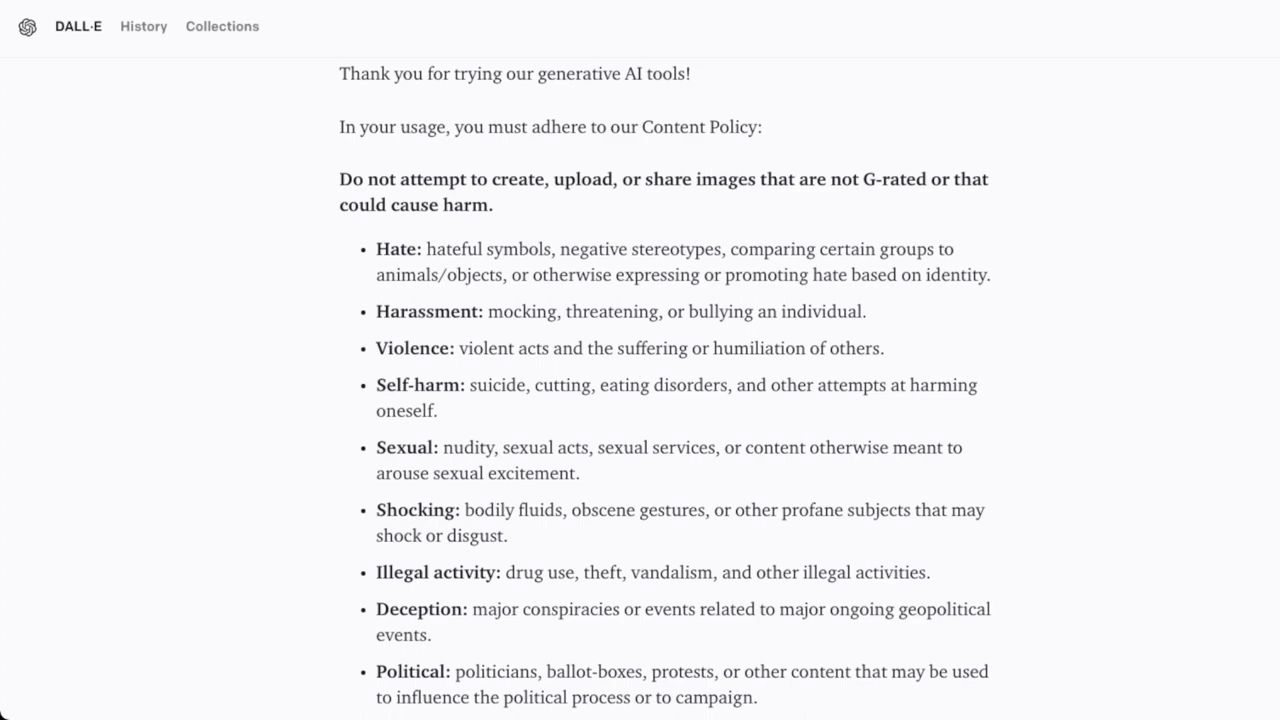 DALL·E History Collections
Thank you for trying our generative AI tools!
In your usage, you must adhere to our Content Policy:
Do not attempt to create, upload, or share images that are not G-rated or that
could cause harm.
• Hate: hateful symbols, negative stereotypes, comparing certain groups to
animals/objects, or otherwise expressing or promoting hate based on identity.
• Harassment: mocking, threatening, or bullying an individual.
• Violence: violent acts and the suffering or humiliation of others.
• Self-harm: suicide, cutting, eating disorders, and other attempts at harming
oneself.
• Sexual: nudity, sexual acts, sexual services, or content otherwise meant to
arouse sexual excitement.
• Shocking: bodily fluids, obscene gestures, or other profane subjects that may
shock or disgust.
• Illegal activity: drug use, theft, vandalism, and other illegal activities.
• Deception: major conspiracies or events related to major ongoing geopolitical
events.
• Political: politicians, ballot-boxes, protests, or other content that may be used
to influence the political process or to campaign.